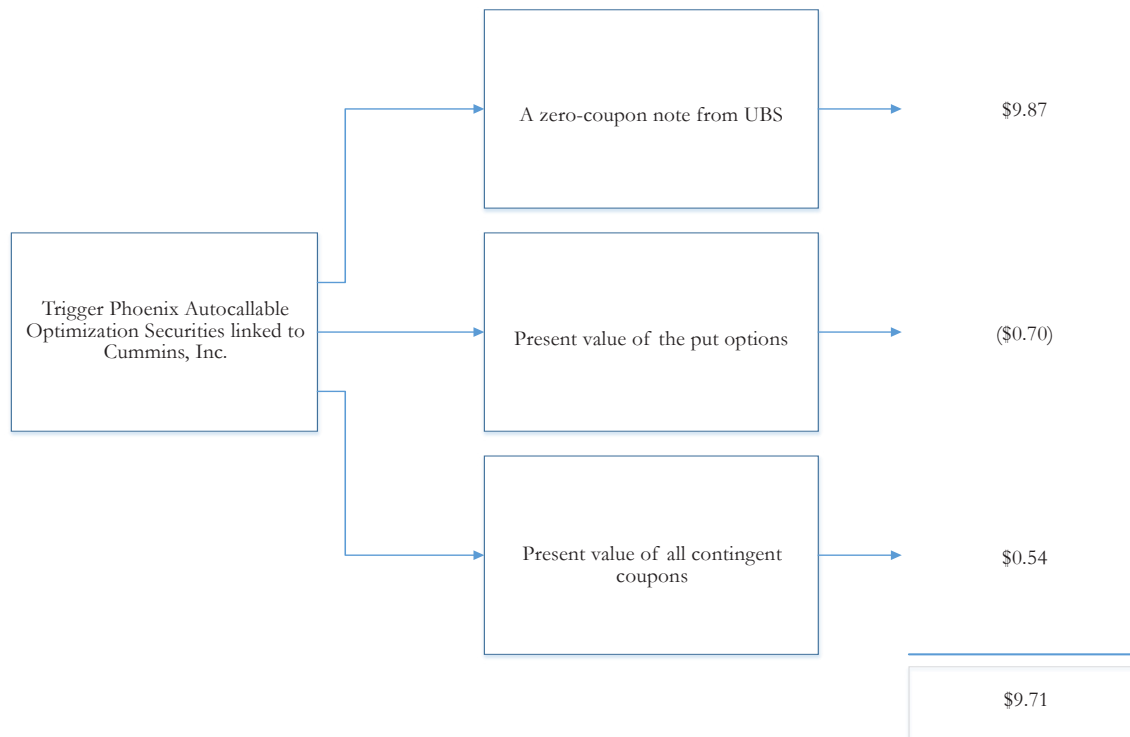 A zero-coupon note from UBS
$9.87
Trigger Phoenix Autocallable
Optimization Securities linked to
Cummins, Inc.
Present value of the put options
($0.70)
Present value of all contingent
coupons
$0.54
$9.71